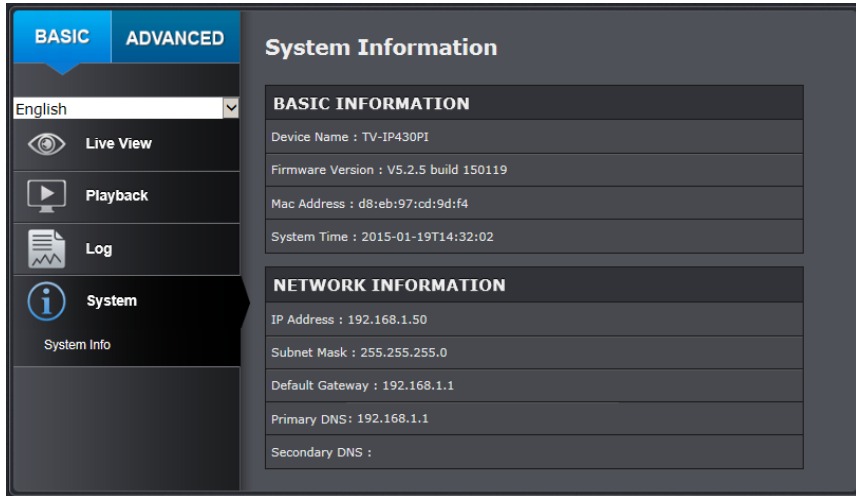 BASIC ADVANCED
English
Live View
Playback
Log
System
System Info
System Information
BASIC INFORMATION
Device Name : TV-IP430PI
Firmware Version : V5.2.5 build 150119
Mac Address : d8:eb:97:cd:9d:f4
System Time : 2015-01-19T14:32:02
NETWORK INFORMATION
IP Address : 192.168.1.50
Subnet Mask : 255.255.255.0
Default Gateway : 192.168.1.1
Primary DNS: 192.168.1.1
Secondary DNS :